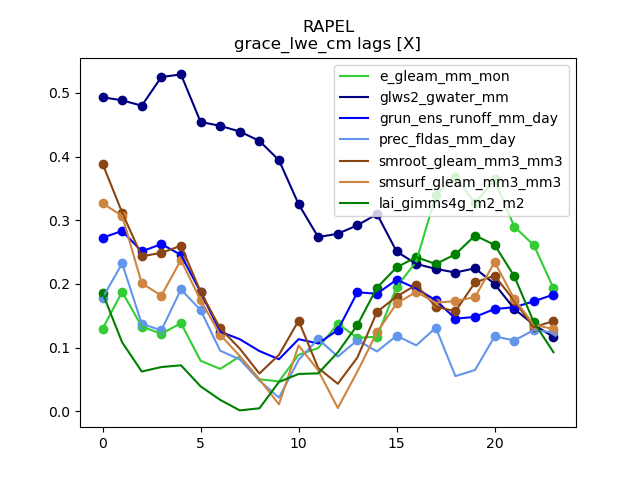 RAPEL
grace_lwe_cm lags [X]
e_gleam_mm_mon
glws2_gwater_mm
grun_ens_runoff_mm_day
prec_fldas_mm_day
smroot_gleam_mm3_mm3
smsurf_gleam_mm3_mm3
lai_gimms4g_m2_m2
0.5
0.4
0.3
0.2
0.1
0.0
0 5 10 15 20